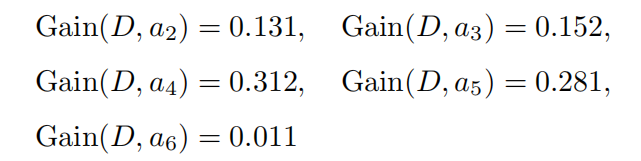 Gain(D, a₂) = 0.131, Gain(D, a₃) = 0.152,
Gain(D, a₄) = 0.312, Gain(D, a₅) = 0.281,
Gain(D, a₆) = 0.011